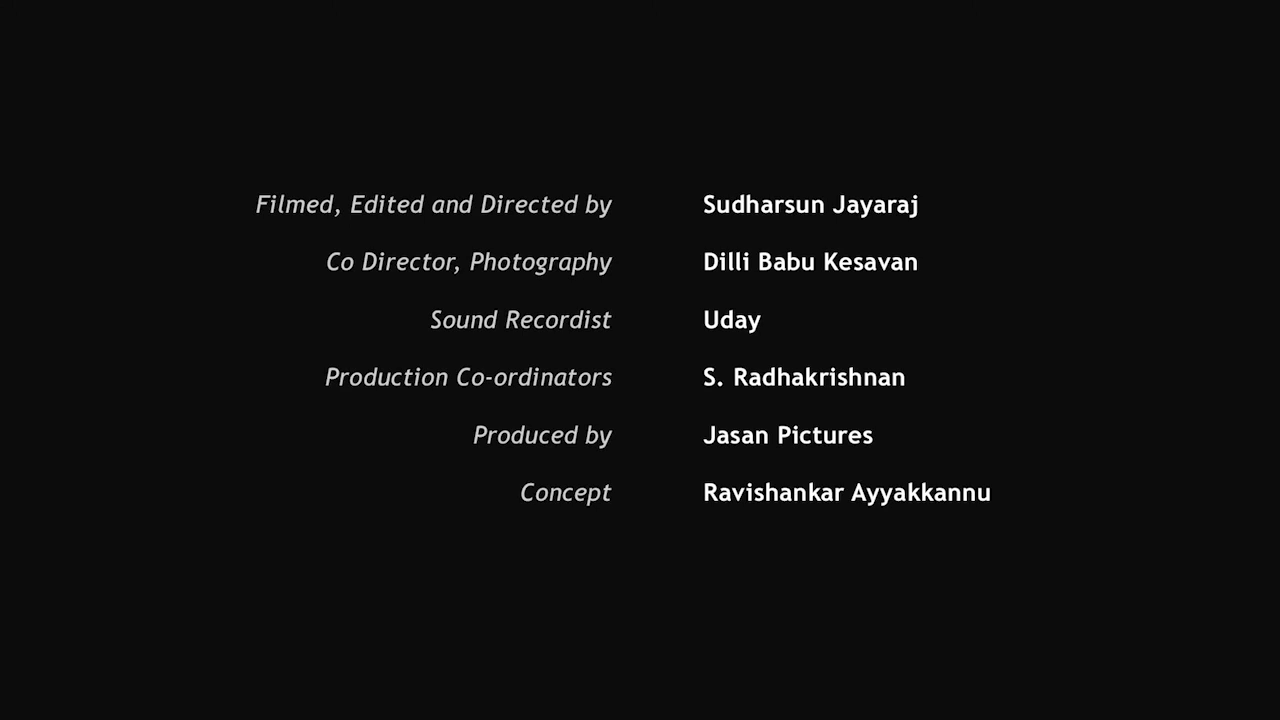 Filmed, Edited and Directed by Sudharsun Jayaraj
Co Director, Photography Dilli Babu Kesavan
Sound Recordist Uday
Production Co-ordinators S. Radhakrishnan
Produced by Jasan Pictures
Concept Ravishankar Ayyakkannu